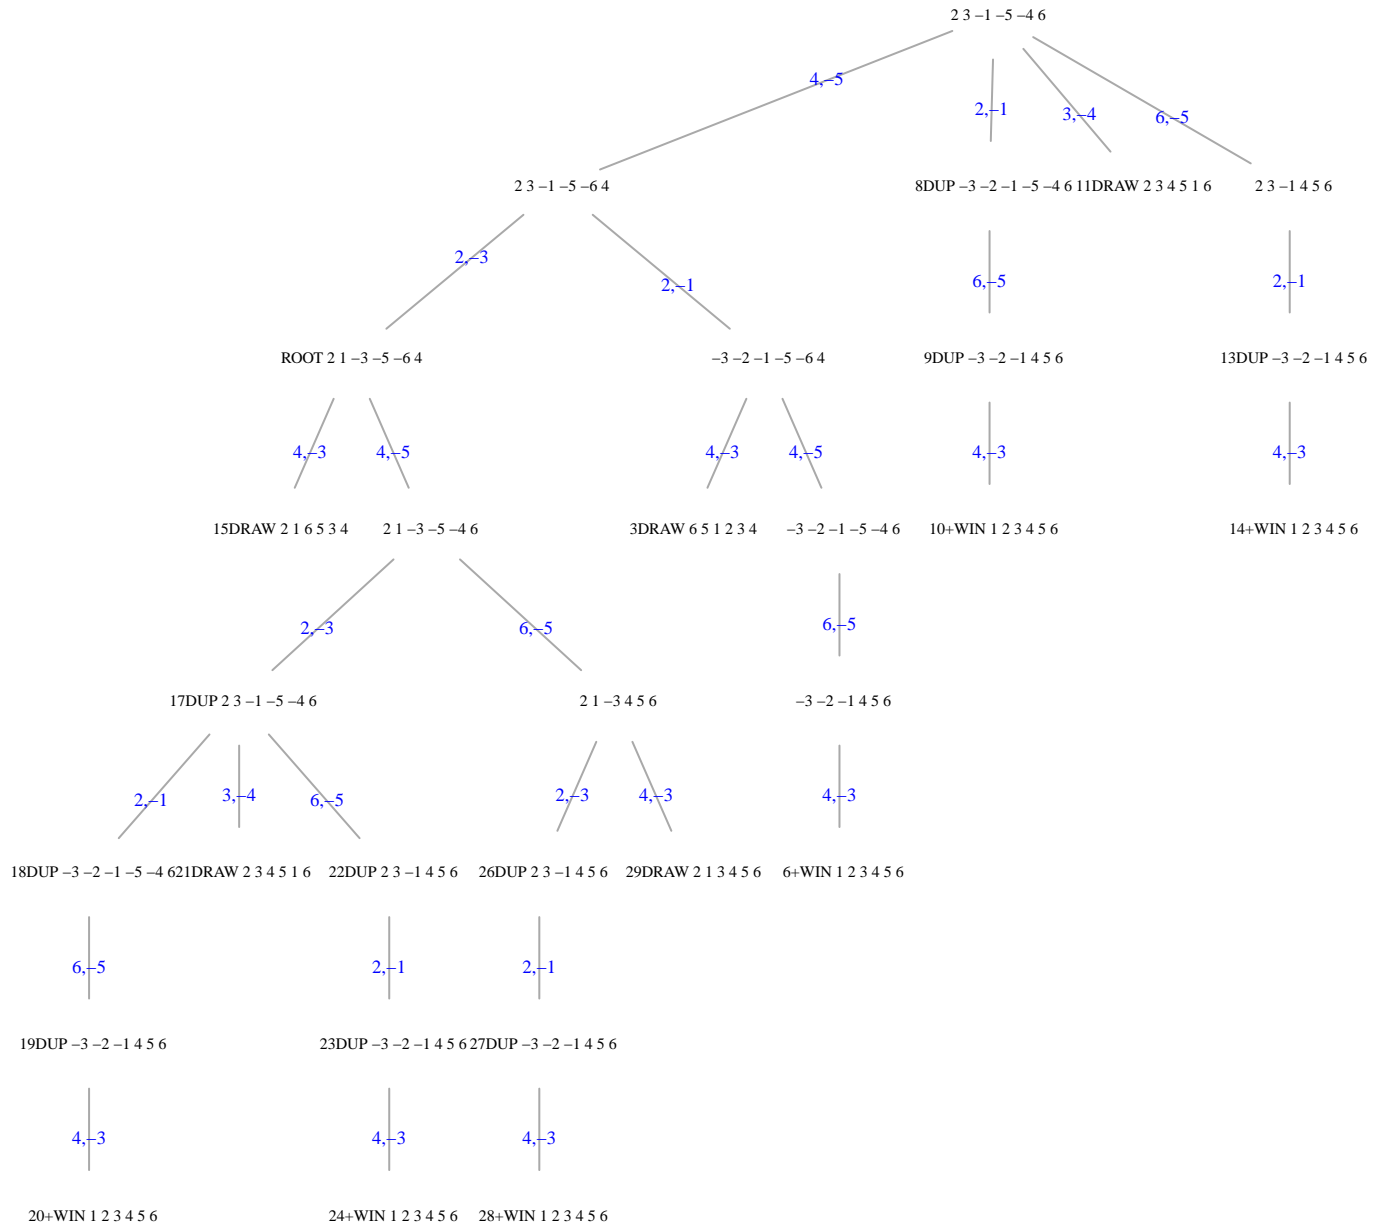 2 3 −1 −5 −4 6
4,−5
2,−1
3,−4
6,−5
2 3 −1 −5 −6 4
8DUP −3 −2 −1 −5 −4 6
11DRAW 2 3 4 5 1 6
2 3 −1 4 5 6
2,−3
2,−1
6,−5
2,−1
ROOT 2 1 −3 −5 −6 4
−3 −2 −1 −5 −6 4
9DUP −3 −2 −1 4 5 6
13DUP −3 −2 −1 4 5 6
4,−3
4,−5
4,−3
4,−5
4,−3
4,−3
15DRAW 2 1 6 5 3 4
2 1 −3 −5 −4 6
3DRAW 6 5 1 2 3 4
−3 −2 −1 −5 −4 6
10+WIN 1 2 3 4 5 6
14+WIN 1 2 3 4 5 6
2,−3
6,−5
6,−5
17DUP 2 3 −1 −5 −4 6
2 1 −3 4 5 6
−3 −2 −1 4 5 6
2,−1
3,−4
6,−5
2,−3
4,−3
4,−3
18DUP −3 −2 −1 −5 −4 6
21DRAW 2 3 4 5 1 6
22DUP 2 3 −1 4 5 6
26DUP 2 3 −1 4 5 6
29DRAW 2 1 3 4 5 6
6+WIN 1 2 3 4 5 6
6,−5
2,−1
2,−1
19DUP −3 −2 −1 4 5 6
23DUP −3 −2 −1 4 5 6
27DUP −3 −2 −1 4 5 6
4,−3
4,−3
4,−3
20+WIN 1 2 3 4 5 6
24+WIN 1 2 3 4 5 6
28+WIN 1 2 3 4 5 6